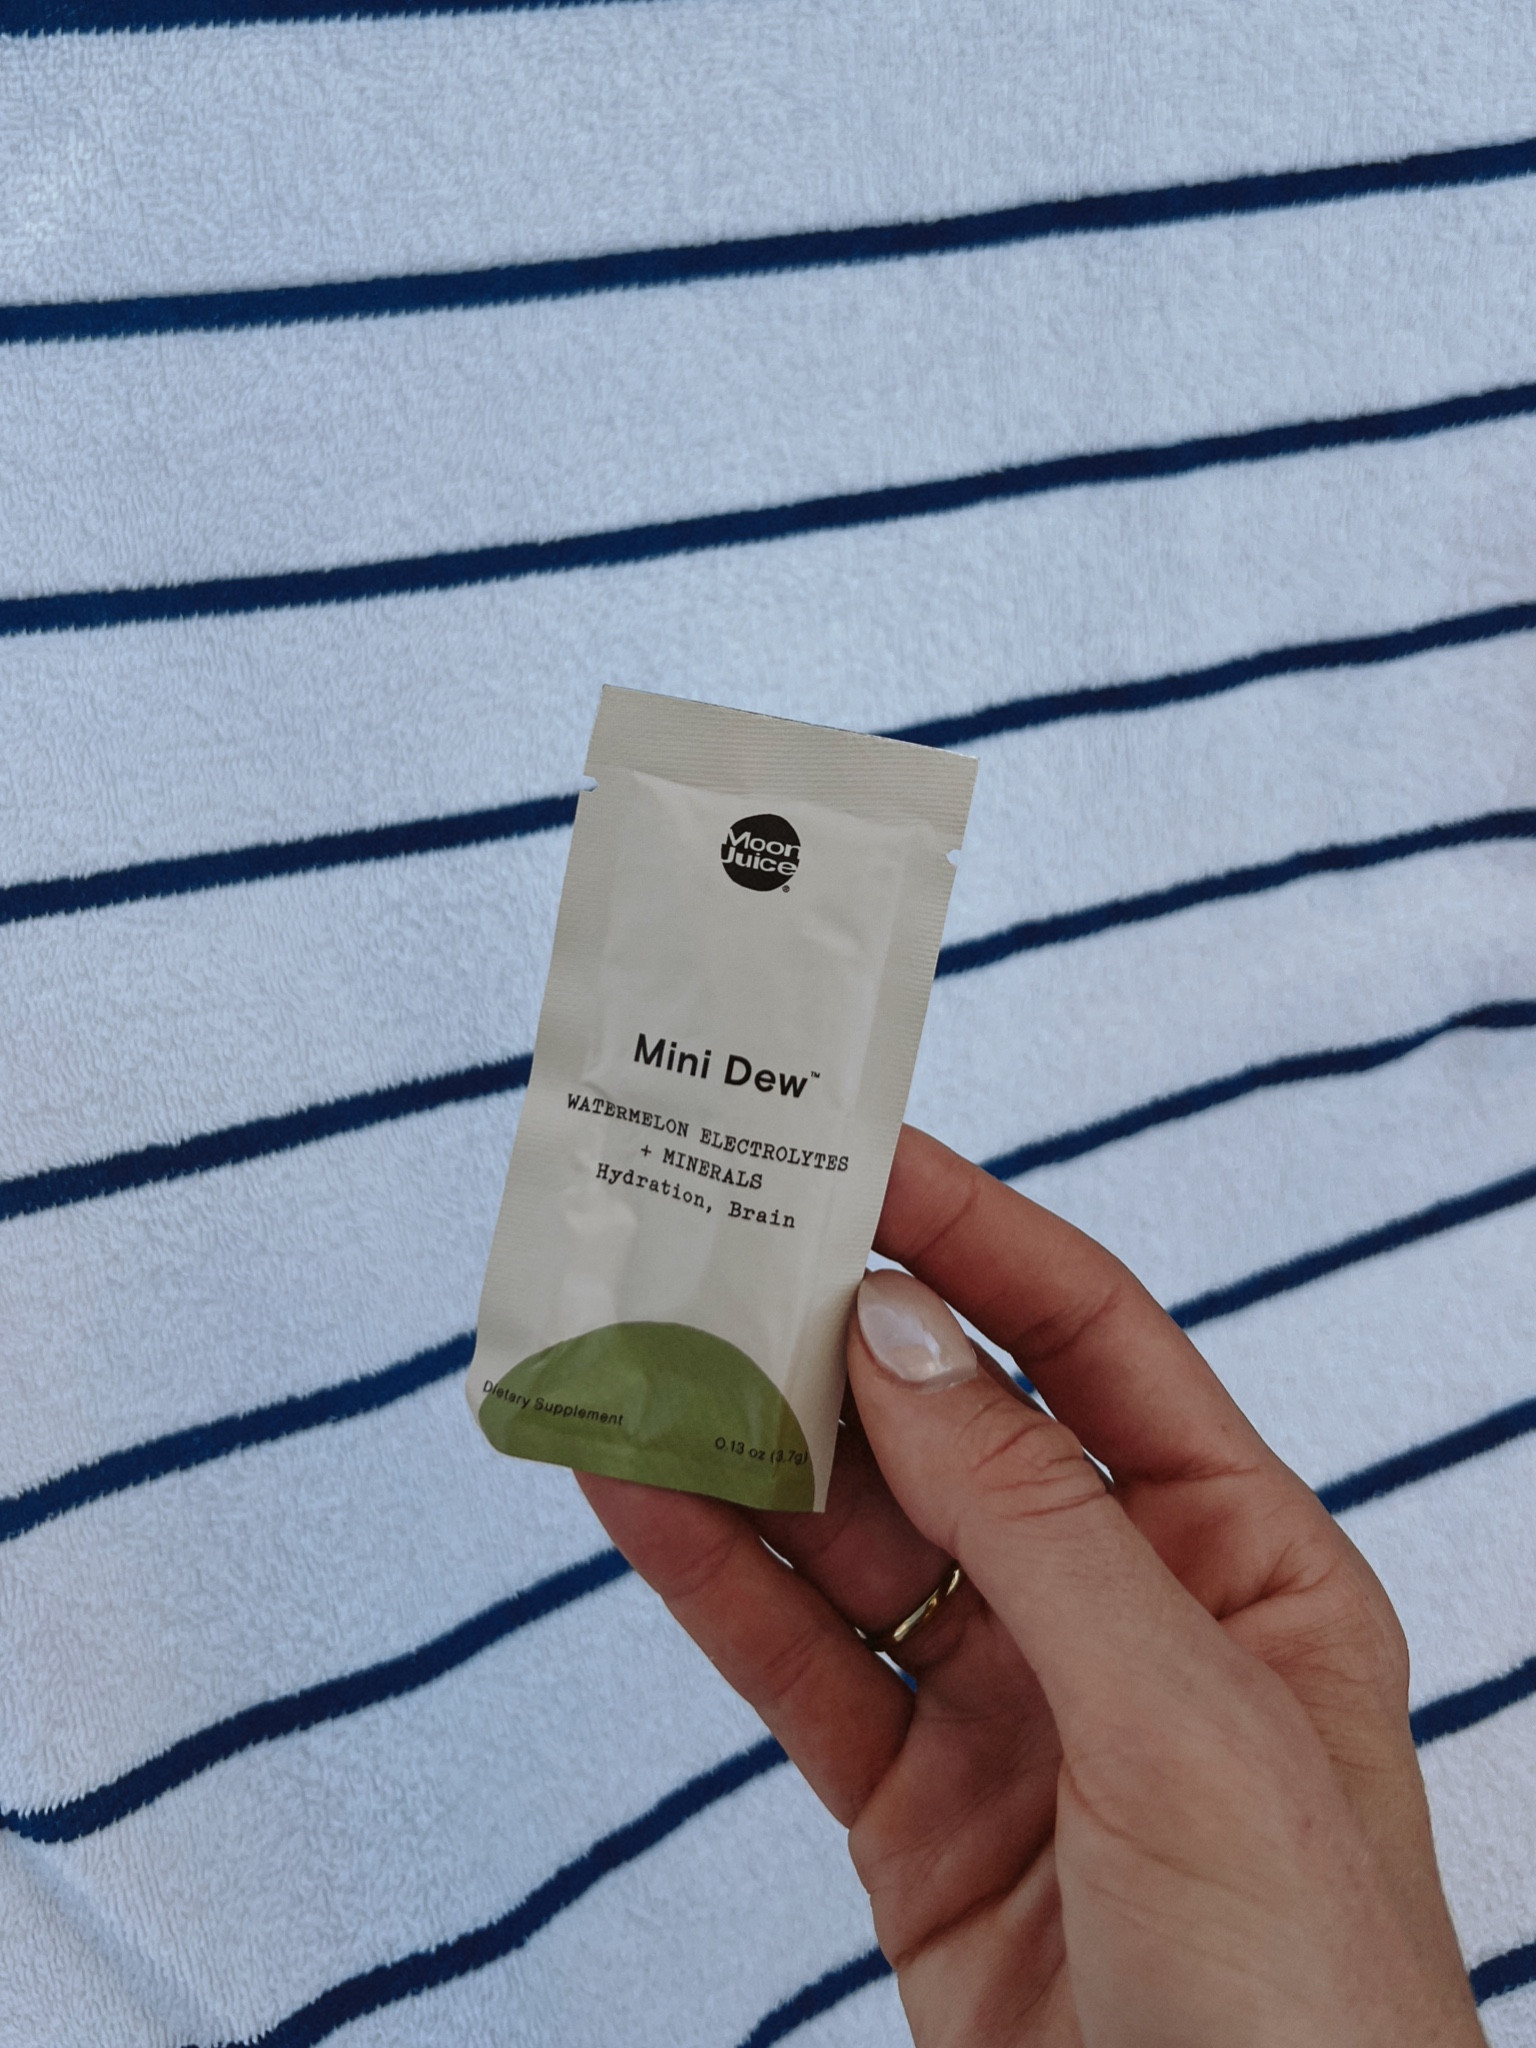 Moon
Juice®
Mini Dew™
WATERMELON ELECTROLYTES
+ MINERALS
Hydration, Brain
Dietary Supplement
0.13 oz (3.7g)